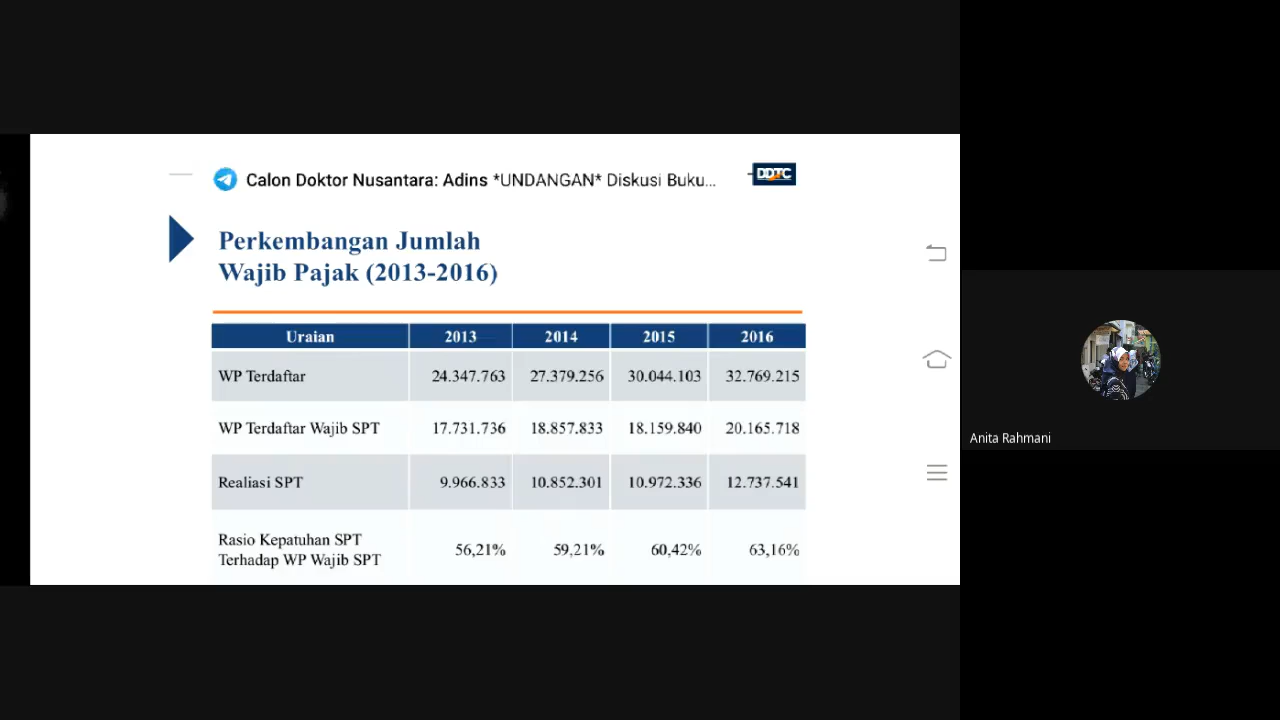 Calon Doktor Nusantara: Adins *UNDANGAN* Diskusi Buku...
DDTC
Perkembangan Jumlah
Wajib Pajak (2013-2016)
Uraian 2013 2014 2015 2016
WP Terdaftar 24.347.763 27.379.256 30.044.103 32.769.215
WP Terdaftar Wajib SPT 17.731.736 18.857.833 18.159.840 20.165.718
Realiasi SPT 9.966.833 10.852.301 10.972.336 12.737.541
Rasio Kepatuhan SPT
Terhadap WP Wajib SPT 56,21% 59,21% 60,42% 63,16%
Anita Rahmani